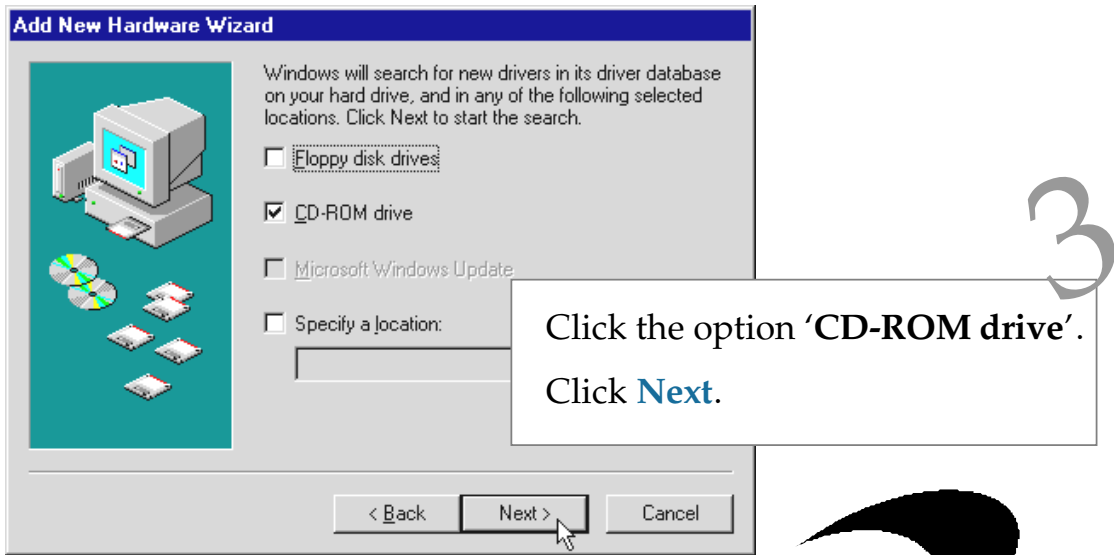 Add New Hardware Wizard
Windows will search for new drivers in its driver database
on your hard drive, and in any of the following selected
locations. Click Next to start the search.
Floppy disk drives
CD-ROM drive
Microsoft Windows Update
Specify a location:
3
Click the option ‘CD-ROM drive’.
Click Next.
< Back
Next >
Cancel